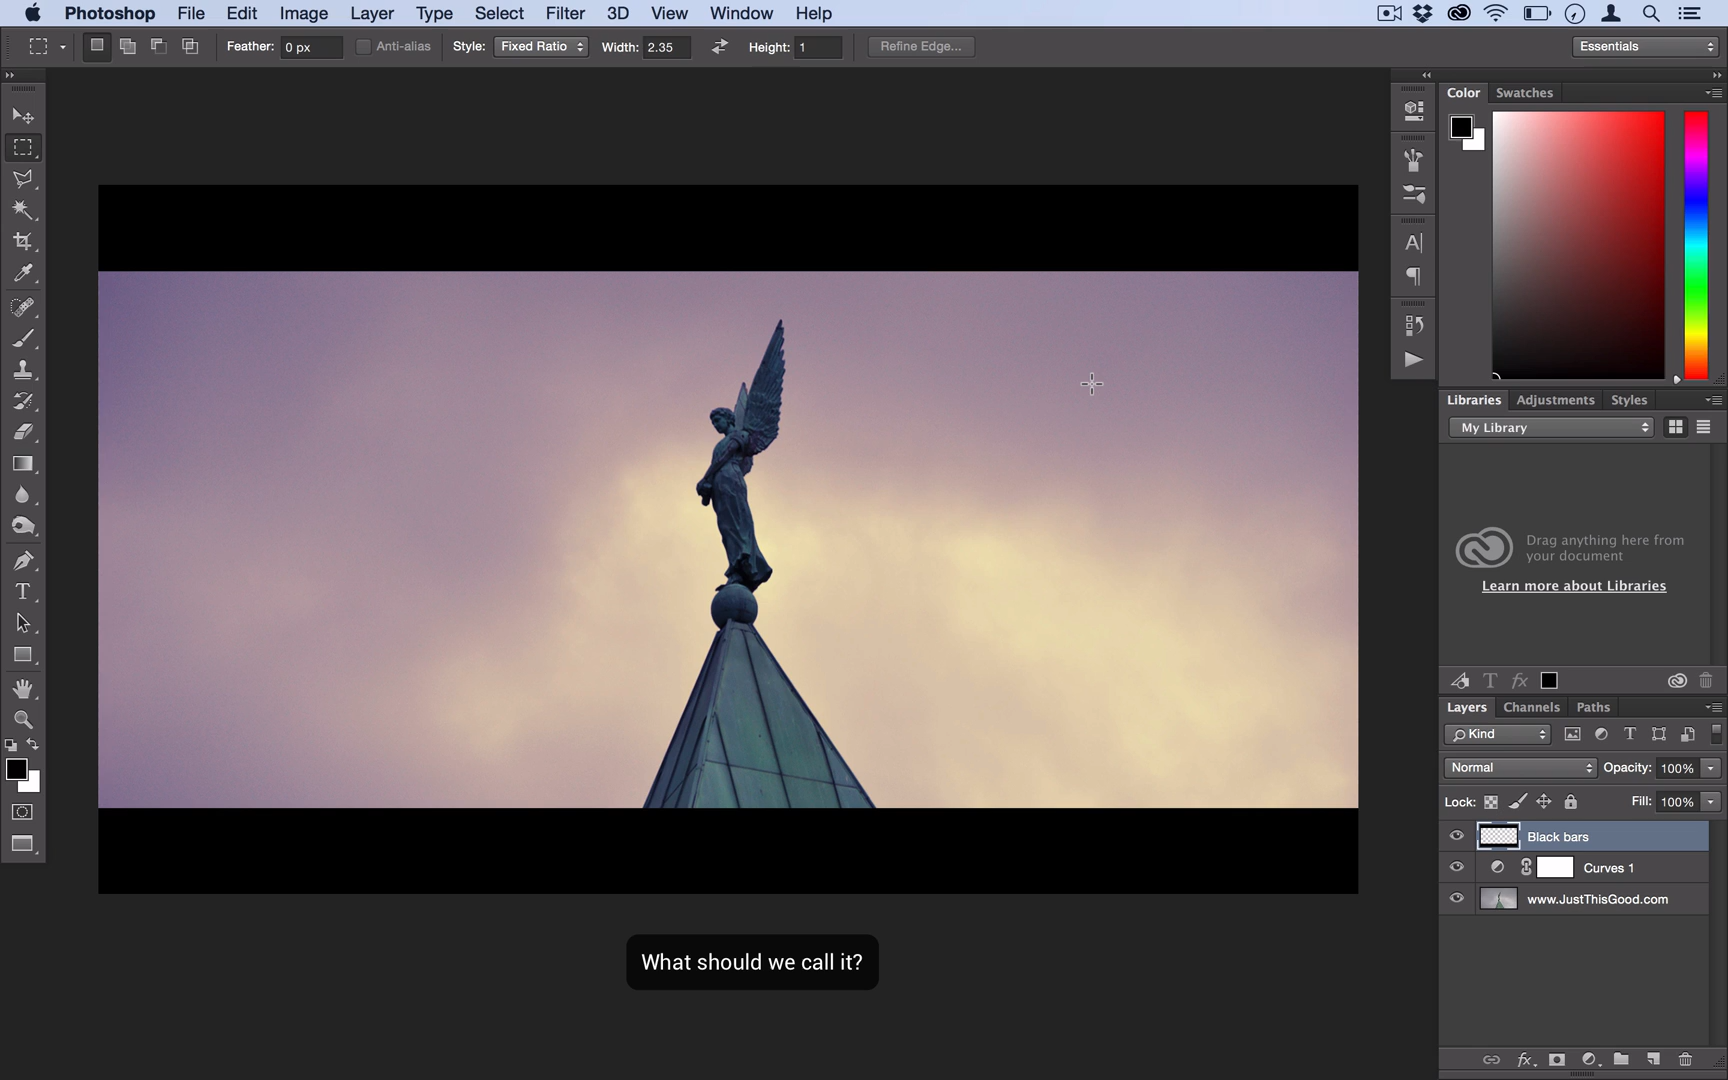 Photoshop File Edit Image Layer Type Select Filter 3D View Window Help
Feather: 0 px Anti-alias Style: Fixed Ratio Width: 2.35 Height: 1 Refine Edge... Essentials
Color Swatches
Libraries Adjustments Styles
My Library
Drag anything here from
your document
Learn more about Libraries
Layers Channels Paths
Kind
Normal Opacity: 100%
Lock: Fill: 100%
Black bars
Curves 1
www.JustThisGood.com
What should we call it?